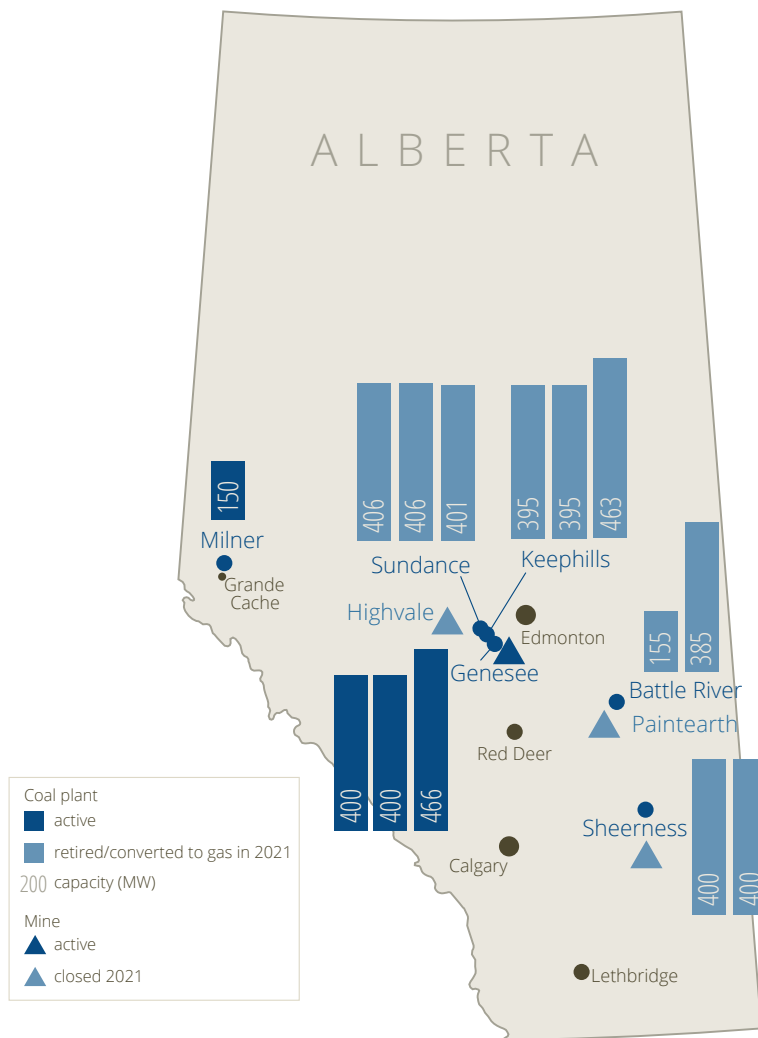 ALBERTA
150
406
406
401
395
395
463
Milner
Grande
Cache
Sundance
Keephills
Highvale
Edmonton
Genesee
155
385
Battle River
Paintearth
Red Deer
400
400
466
Sheerness
400
400
Calgary
Lethbridge
Coal plant
active
retired/converted to gas in 2021
200 capacity (MW)
Mine
active
closed 2021